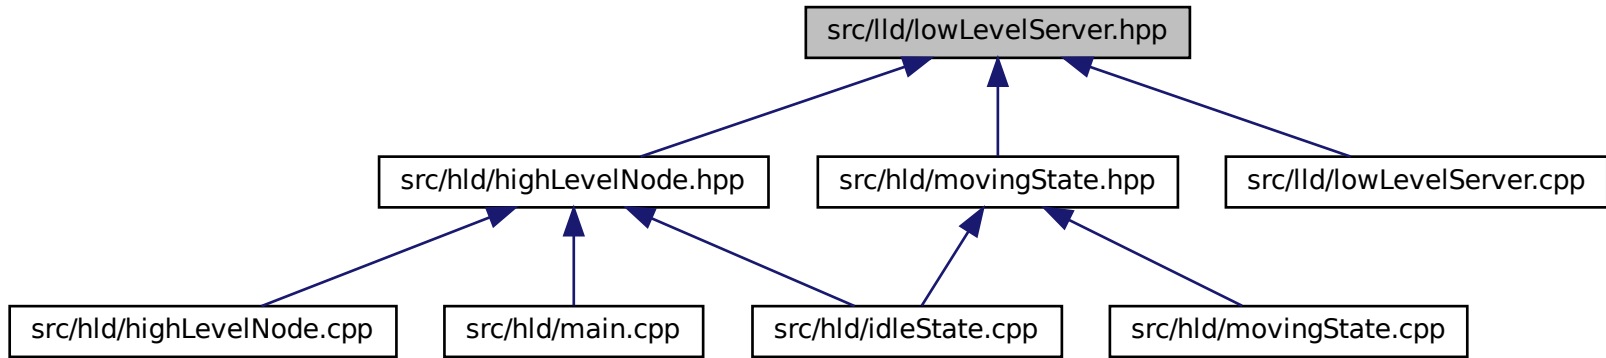 src/lld/lowLevelServer.hpp
src/hld/highLevelNode.hpp
src/hld/movingState.hpp
src/lld/lowLevelServer.cpp
src/hld/highLevelNode.cpp
src/hld/main.cpp
src/hld/idleState.cpp
src/hld/movingState.cpp